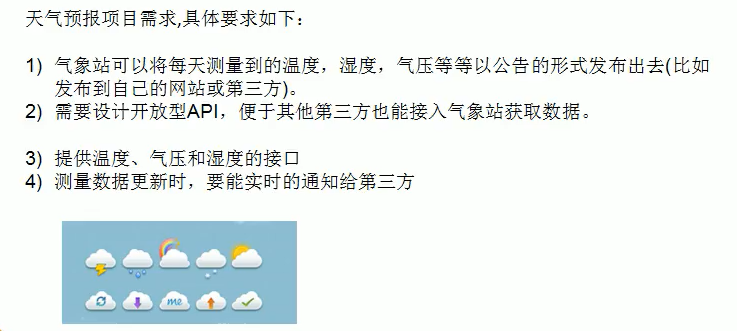 天气预报项目需求,具体要求如下：
1) 气象站可以将每天测量到的温度，湿度，气压等等以公告的形式发布出去(比如
发布到自己的网站或第三方)。
2) 需要设计开放型API，便于其他第三方也能接入气象站获取数据。
3) 提供温度、气压和湿度的接口
4) 测量数据更新时，要能实时的通知给第三方
me